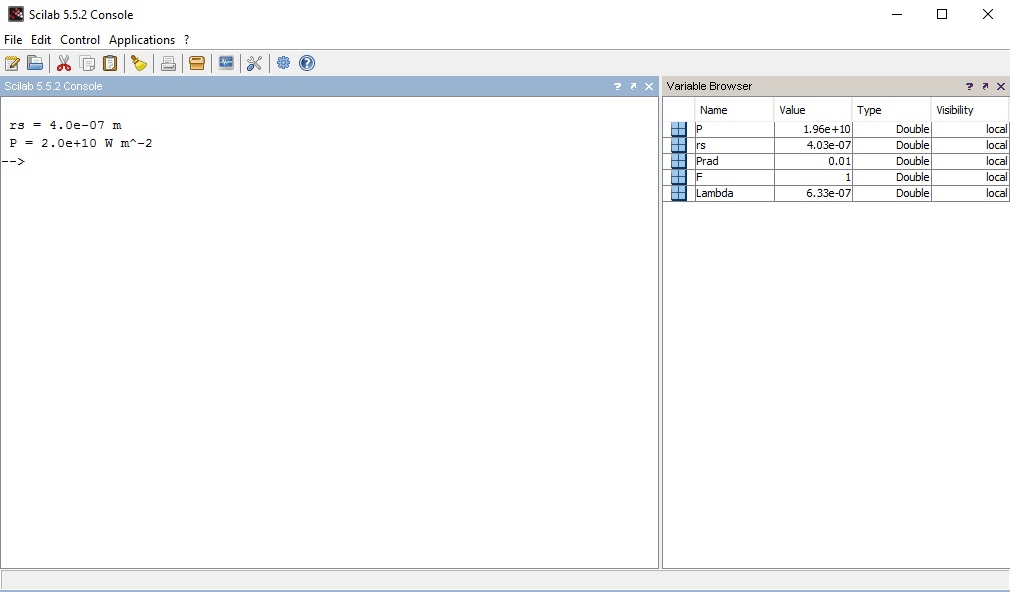 Scilab 5.5.2 Console
File Edit Control Applications ?
Scilab 5.5.2 Console ?
rs = 4.0e-07 m
P = 2.0e+10 W m^-2
-->
Variable Browser ?
Name Value Type Visibility
P 1.96e+10 Double local
rs 4.03e-07 Double local
Prad 0.01 Double local
F 1 Double local
Lambda 6.33e-07 Double local